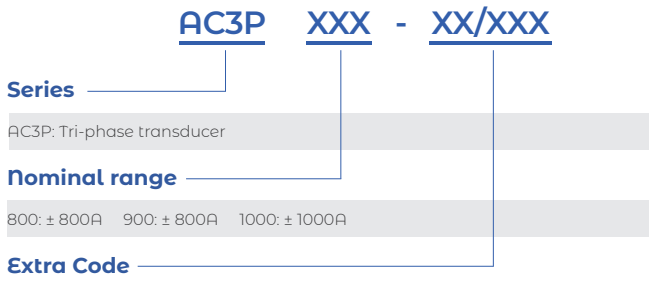 AC3P XXX - XX/XXX
Series
AC3P: Tri-phase transducer
Nominal range
800: ± 800A 900: ± 800A 1000: ± 1000A
Extra Code